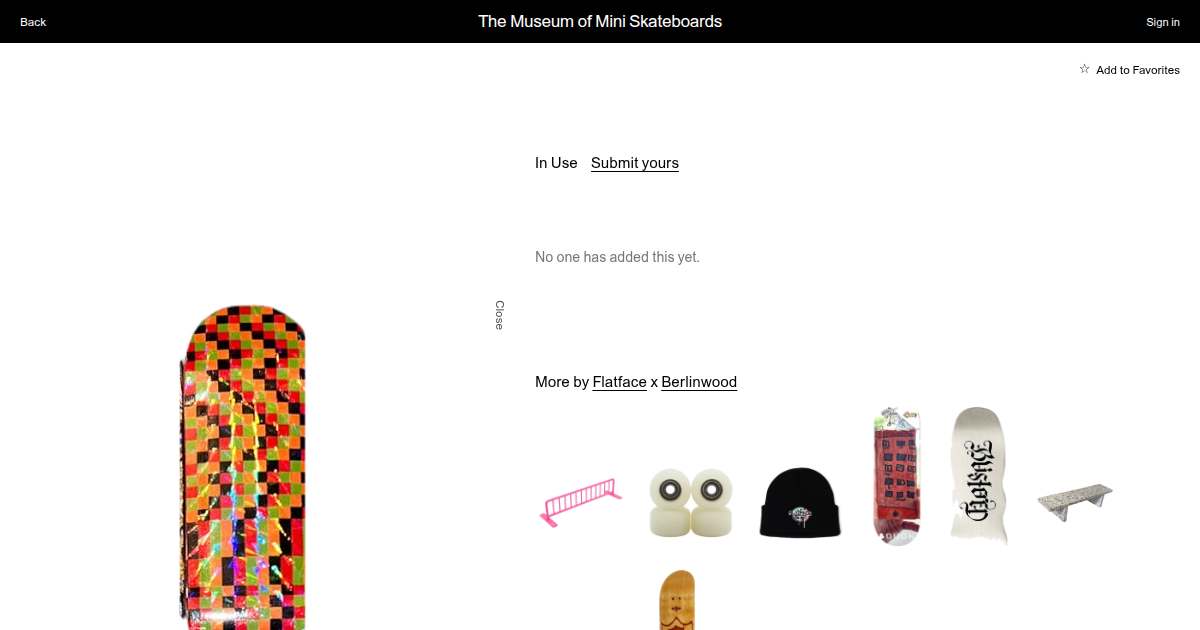 Back
The Museum of Mini Skateboards
Sign in
☆ Add to Favorites
In Use Submit yours
No one has added this yet.
Close
More by Flatface x Berlinwood